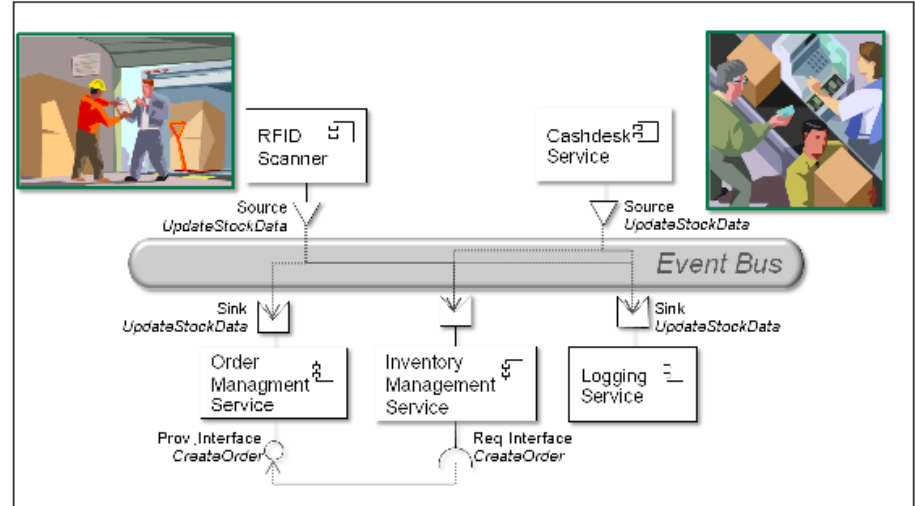 RFID
Scanner
Cashdesk
Service
Source
UpdateStockData
Source
UpdateStockData
Event Bus
Sink
UpdateStockData
Sink
UpdateStockData
Order
Managment
Service
Inventory
Management
Service
Logging
Service
Prov.Interface
CreateOrder
Req Interface
CreateOrder